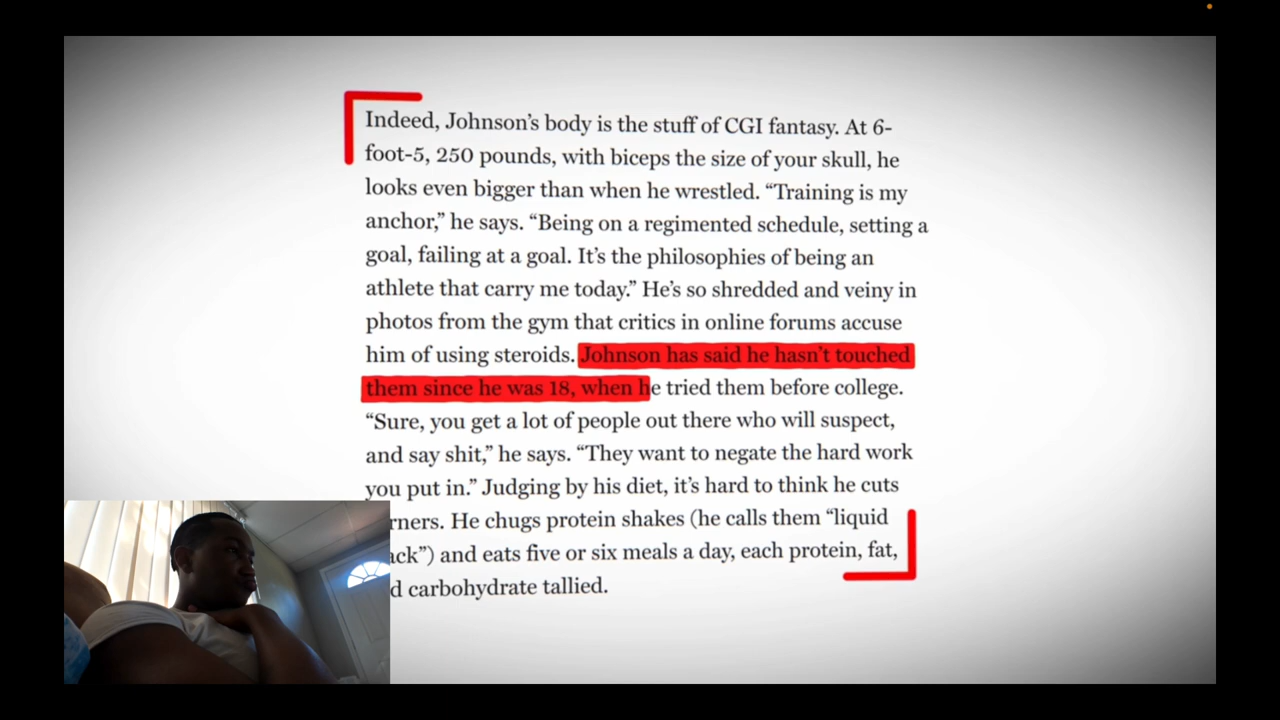 Indeed, Johnson’s body is the stuff of CGI fantasy. At 6-
foot-5, 250 pounds, with biceps the size of your skull, he
looks even bigger than when he wrestled. “Training is my
anchor,” he says. “Being on a regimented schedule, setting a
goal, failing at a goal. It’s the philosophies of being an
athlete that carry me today.” He’s so shredded and veiny in
photos from the gym that critics in online forums accuse
him of using steroids. Johnson has said he hasn’t touched
them since he was 18, when he tried them before college.
“Sure, you get a lot of people out there who will suspect,
and say shit,” he says. “They want to negate the hard work
you put in.” Judging by his diet, it’s hard to think he cuts
He chugs protein shakes (he calls them “liquid
and eats five or six meals a day, each protein, fat,
carbohydrate tallied.